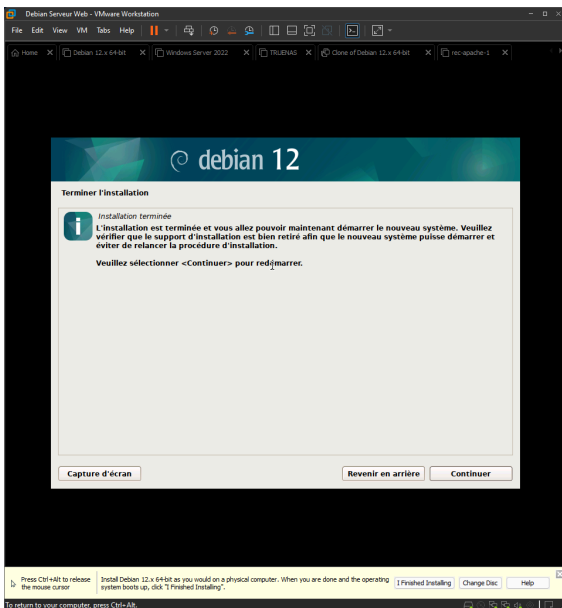 Debian Serveur Web - VMware Workstation
File Edit View VM Tabs Help
Home Debian 12.x 64-bit Windows Server 2022 TRUENAS Clone of Debian 12.x 64-bit rec-apache-1
debian 12
Terminer l'installation
Installation terminée
L'installation est terminée et vous allez pouvoir maintenant démarrer le nouveau système. Veuillez
vérifier que le support d'installation est bien retiré afin que le nouveau système puisse démarrer et
éviter de relancer la procédure d'installation.
Veuillez sélectionner <Continuer> pour redémarrer.
Capture d'écran Revenir en arrière Continuer
Press Ctrl+Alt to release
the mouse cursor
Install Debian 12.x 64-bit as you would on a physical computer. When you are done and the operating
system boots up, click "I Finished Installing".
I Finished Installing Change Disc Help
To return to your computer, press Ctrl+Alt.